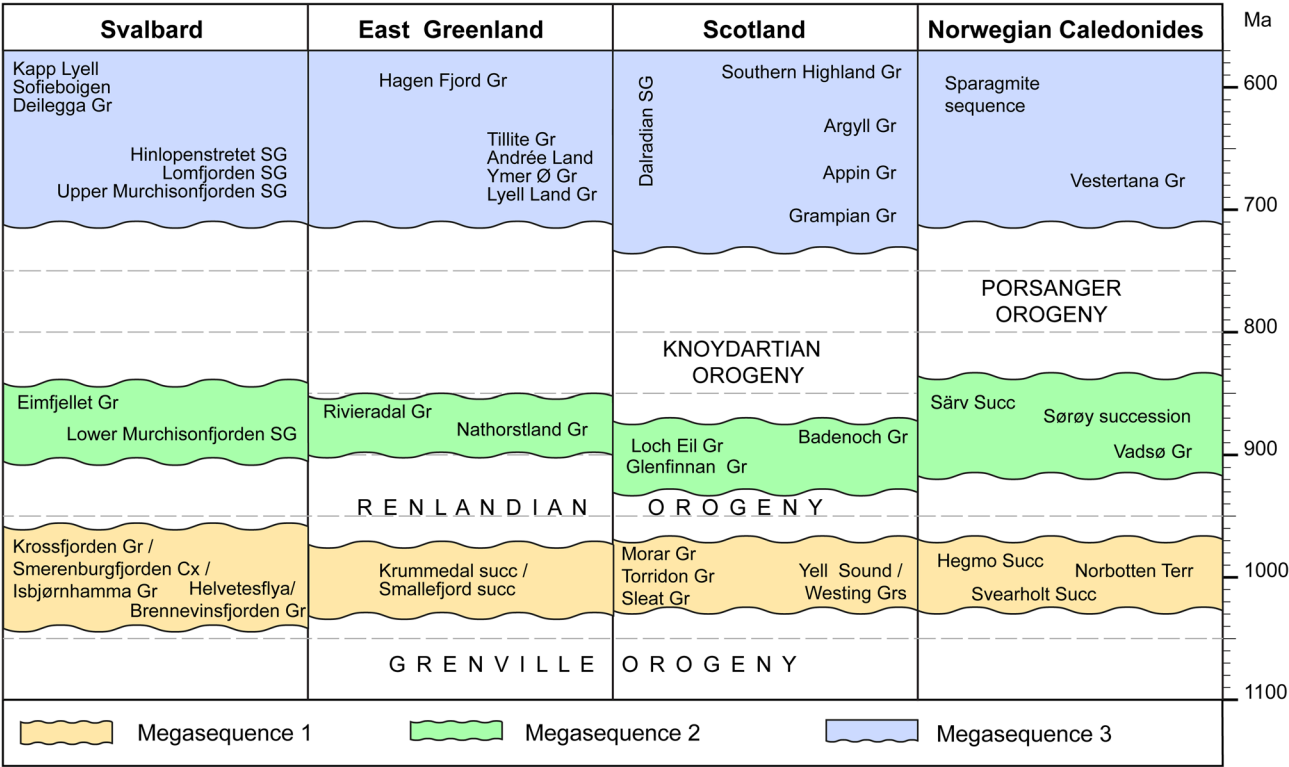 Svalbard
East Greenland
Scotland
Norwegian Caledonides
Ma
Kapp Lyell
Sofieboigen
Deilegga Gr
Hinlopenstretet SG
Lomfjorden SG
Upper Murchisonfjorden SG
Hagen Fjord Gr
Tillite Gr
Andrée Land
Ymer Ø Gr
Lyell Land Gr
Dalradian SG
Southern Highland Gr
Argyll Gr
Appin Gr
Grampian Gr
Sparagmite
sequence
Vestertana Gr
600
700
PORSANGER
OROGENY
800
KNOYDARTIAN
OROGENY
Eimfjellet Gr
Lower Murchisonfjorden SG
Rivieradal Gr
Nathorstland Gr
Loch Eil Gr
Glenfinnan Gr
Badenoch Gr
Särv Succ
Sørøy succession
Vadsø Gr
900
RENLANDIAN OROGENY
Krossfjorden Gr /
Smerenburgfjorden Cx /
Isbjørnhamma Gr
Helvetesflya/
Brennevinsfjorden Gr
Krummedal succ /
Smallefjord succ
Morar Gr
Torridon Gr
Sleat Gr
Yell Sound /
Westing Grs
Hegmo Succ
Norbotten Terr
Svearholt Succ
1000
GRENVILLE OROGENY
1100
Megasequence 1
Megasequence 2
Megasequence 3